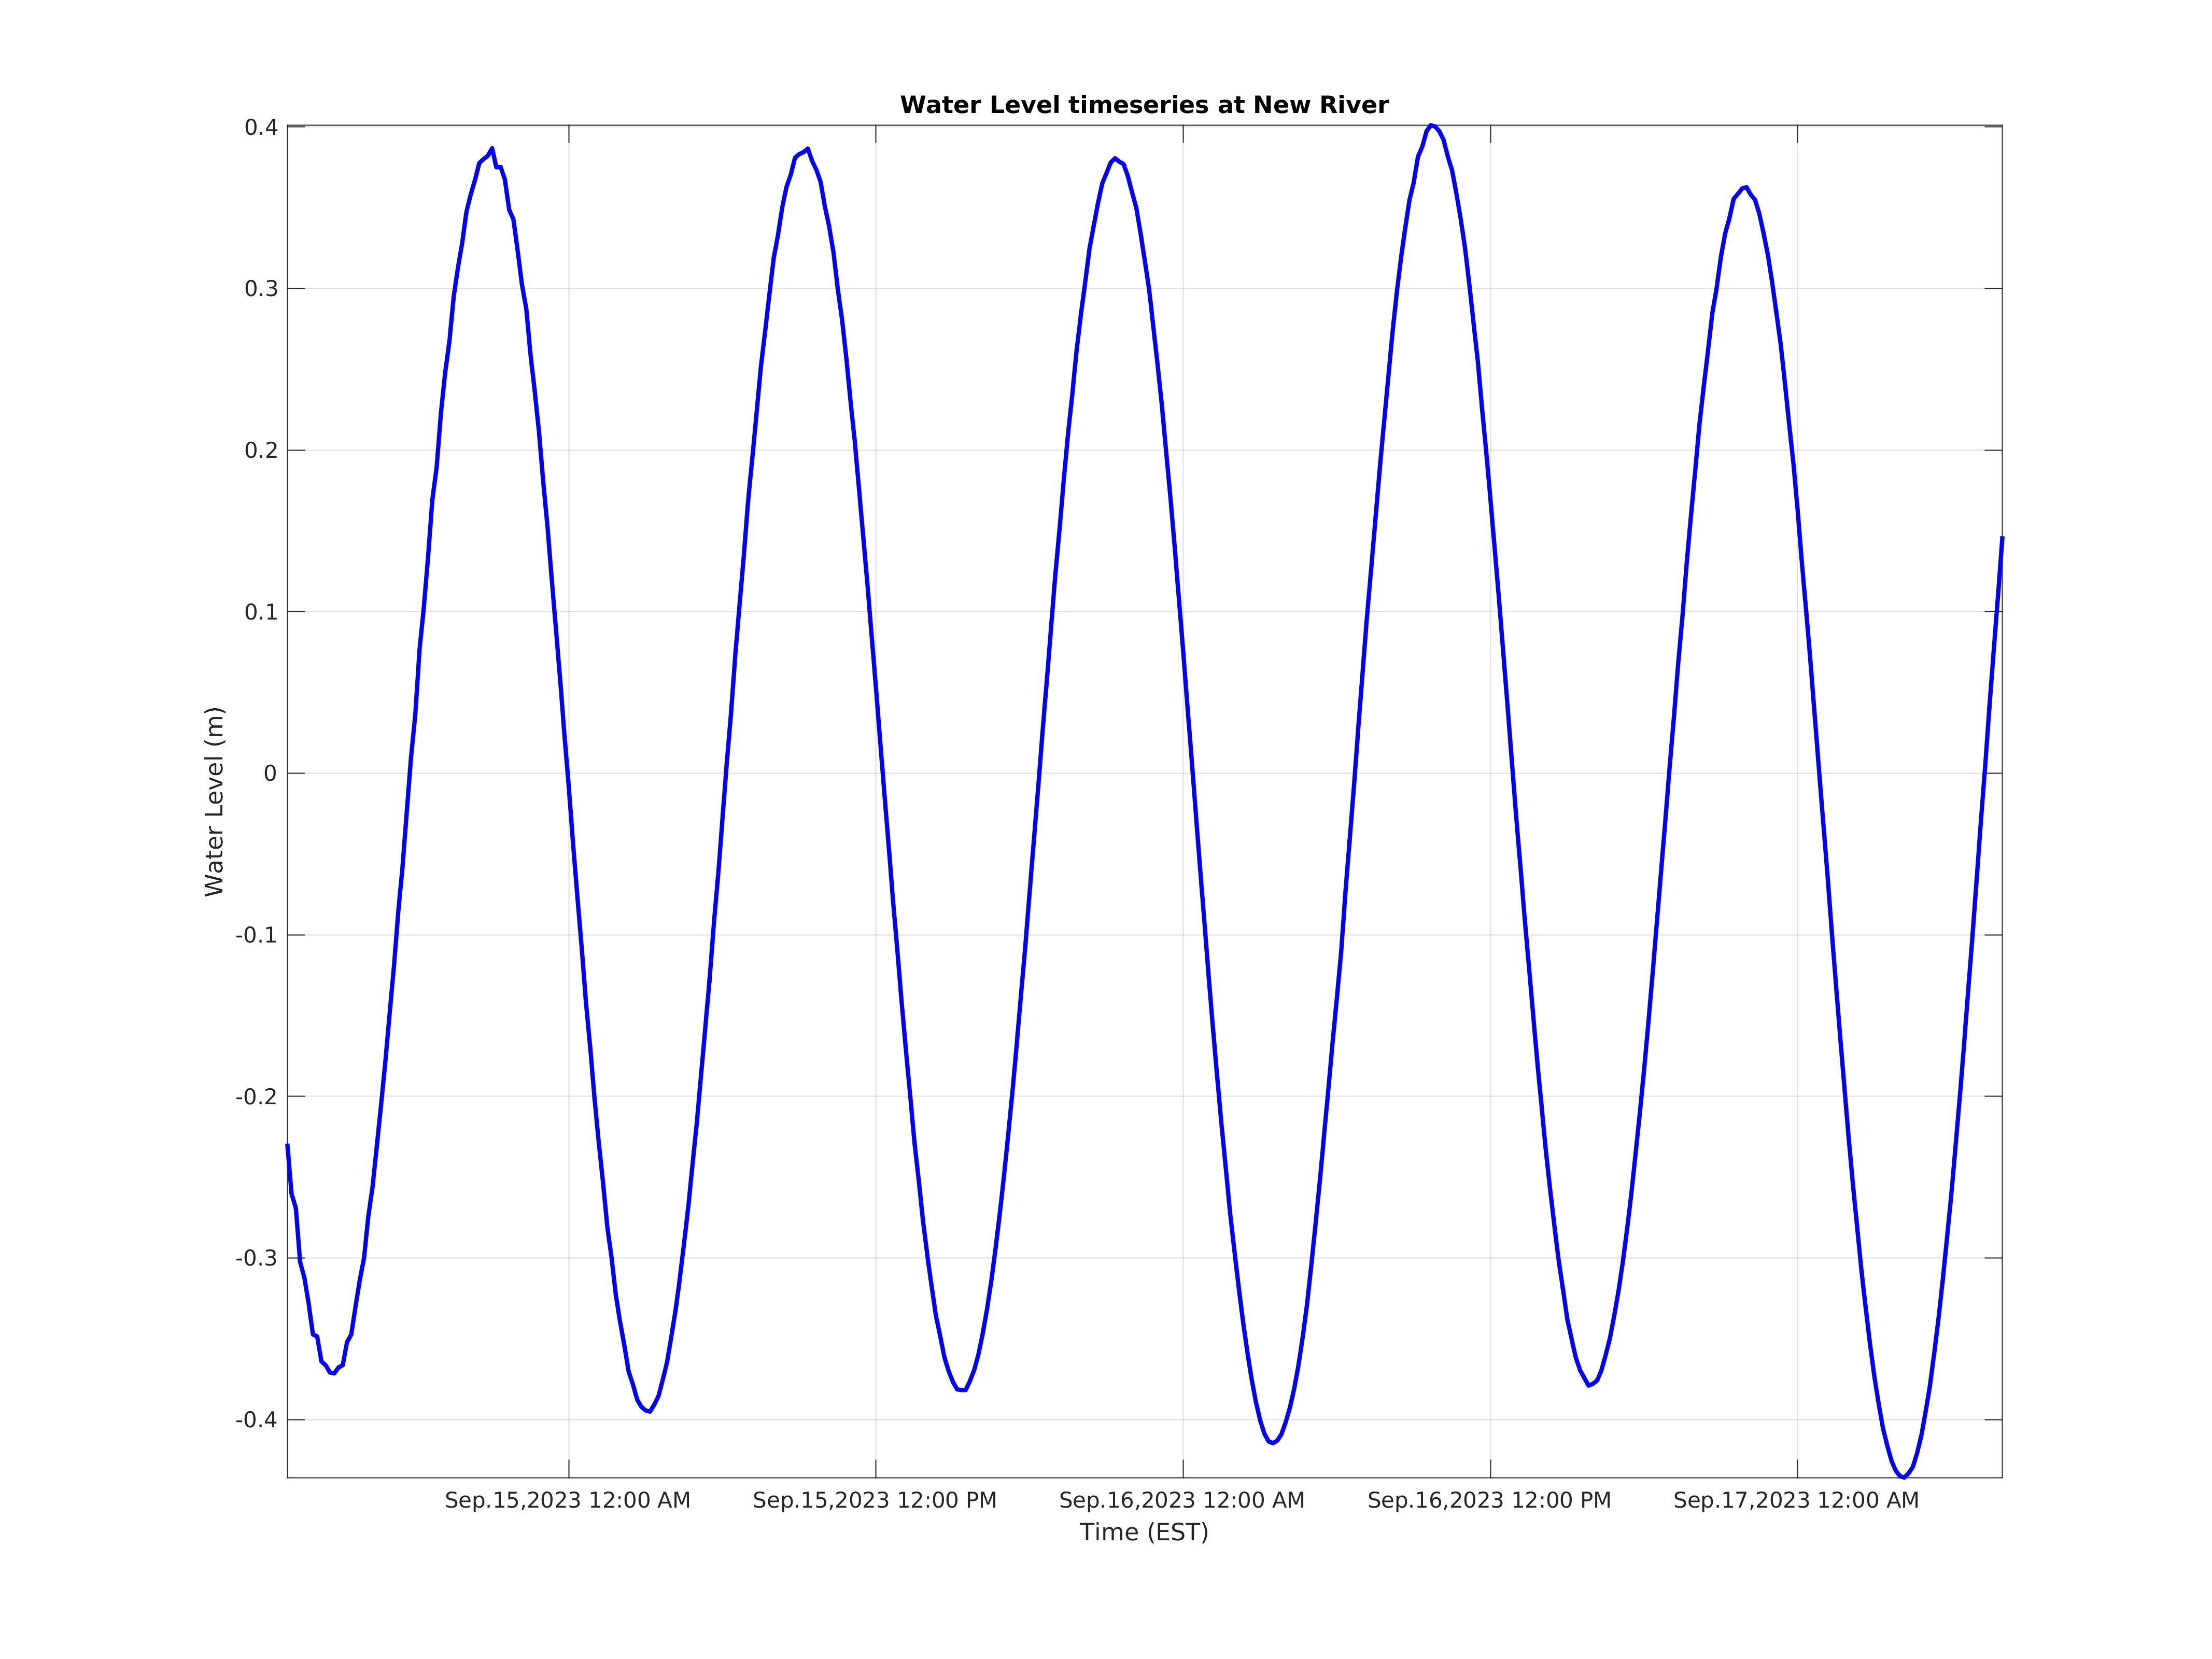 Water Level timeseries at New River
0.4
0.3
0.2
0.1
0
-0.1
-0.2
-0.3
-0.4
Water Level (m)
Sep.15,2023 12:00 AM
Sep.15,2023 12:00 PM
Sep.16,2023 12:00 AM
Sep.16,2023 12:00 PM
Sep.17,2023 12:00 AM
Time (EST)